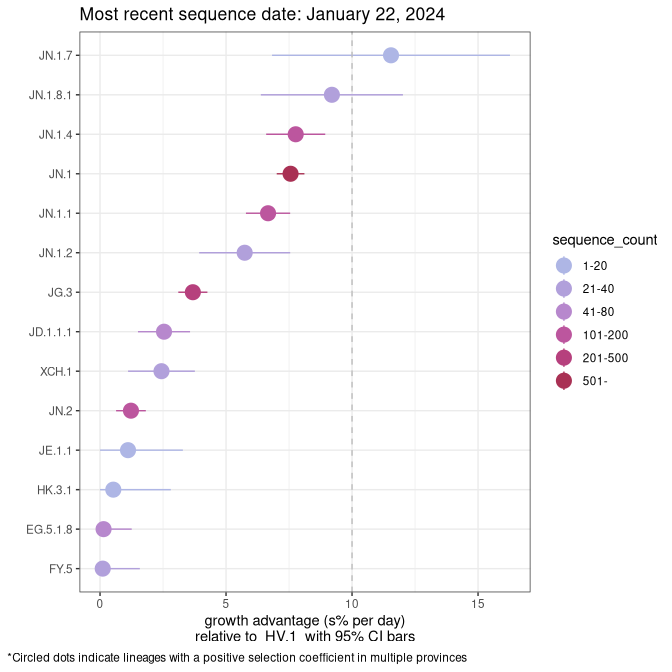 Most recent sequence date: January 22, 2024
JN.1.7
JN.1.8.1
JN.1.4
JN.1
JN.1.1
JN.1.2
JG.3
JD.1.1.1
XCH.1
JN.2
JE.1.1
HK.3.1
EG.5.1.8
FY.5
0 5 10 15
growth advantage (s% per day)
relative to HV.1 with 95% CI bars
sequence_count
1-20
21-40
41-80
101-200
201-500
501-
*Circled dots indicate lineages with a positive selection coefficient in multiple provinces